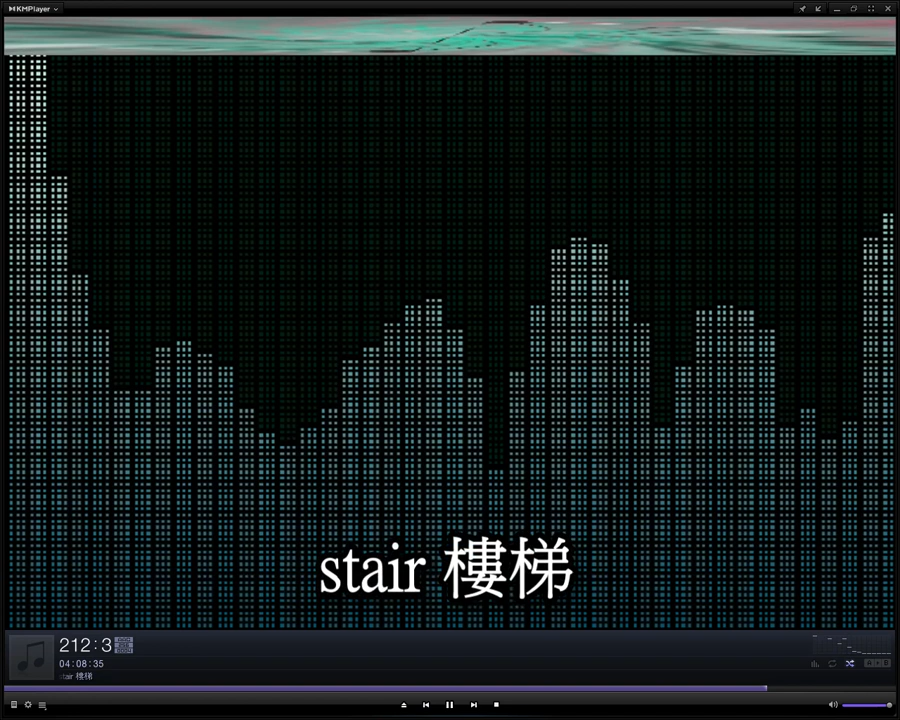 KMPlayer
stair 樓梯
212:3
04:08:35
stair 樓梯